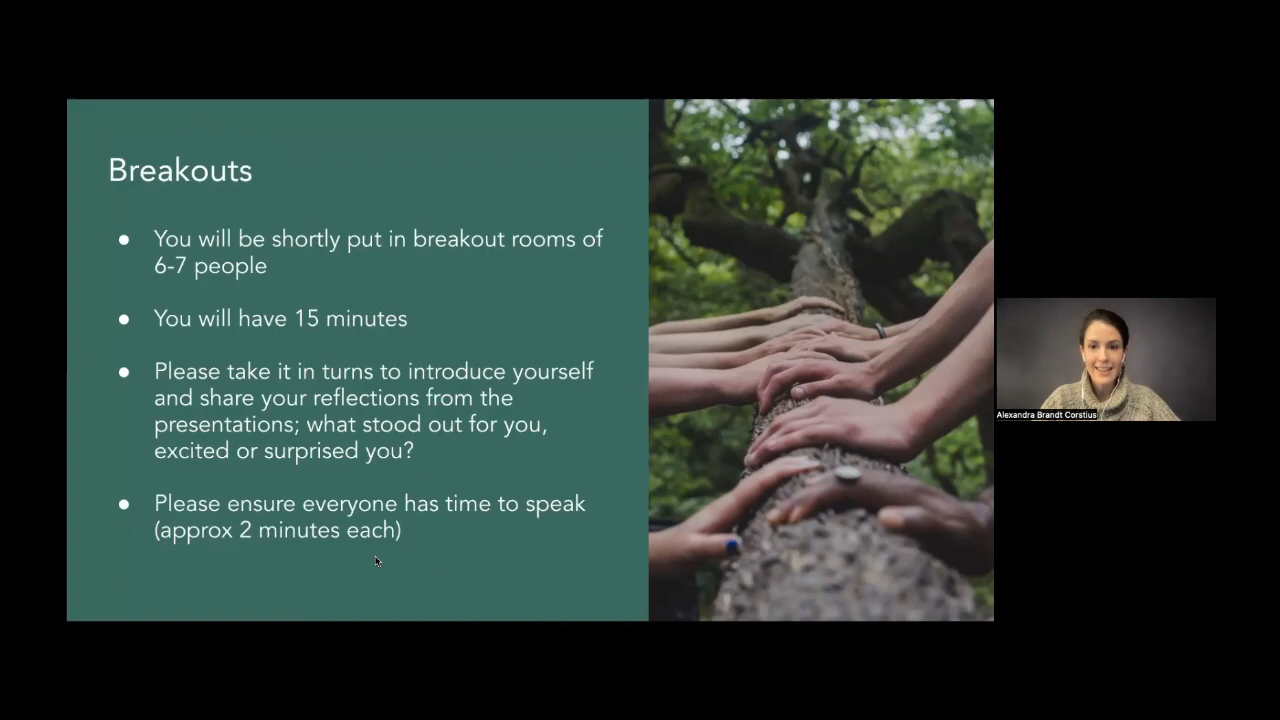 Breakouts
● You will be shortly put in breakout rooms of
6-7 people
● You will have 15 minutes
● Please take it in turns to introduce yourself
and share your reflections from the
presentations; what stood out for you,
excited or surprised you?
● Please ensure everyone has time to speak
(approx 2 minutes each)
Alexandra Brandt Corstius